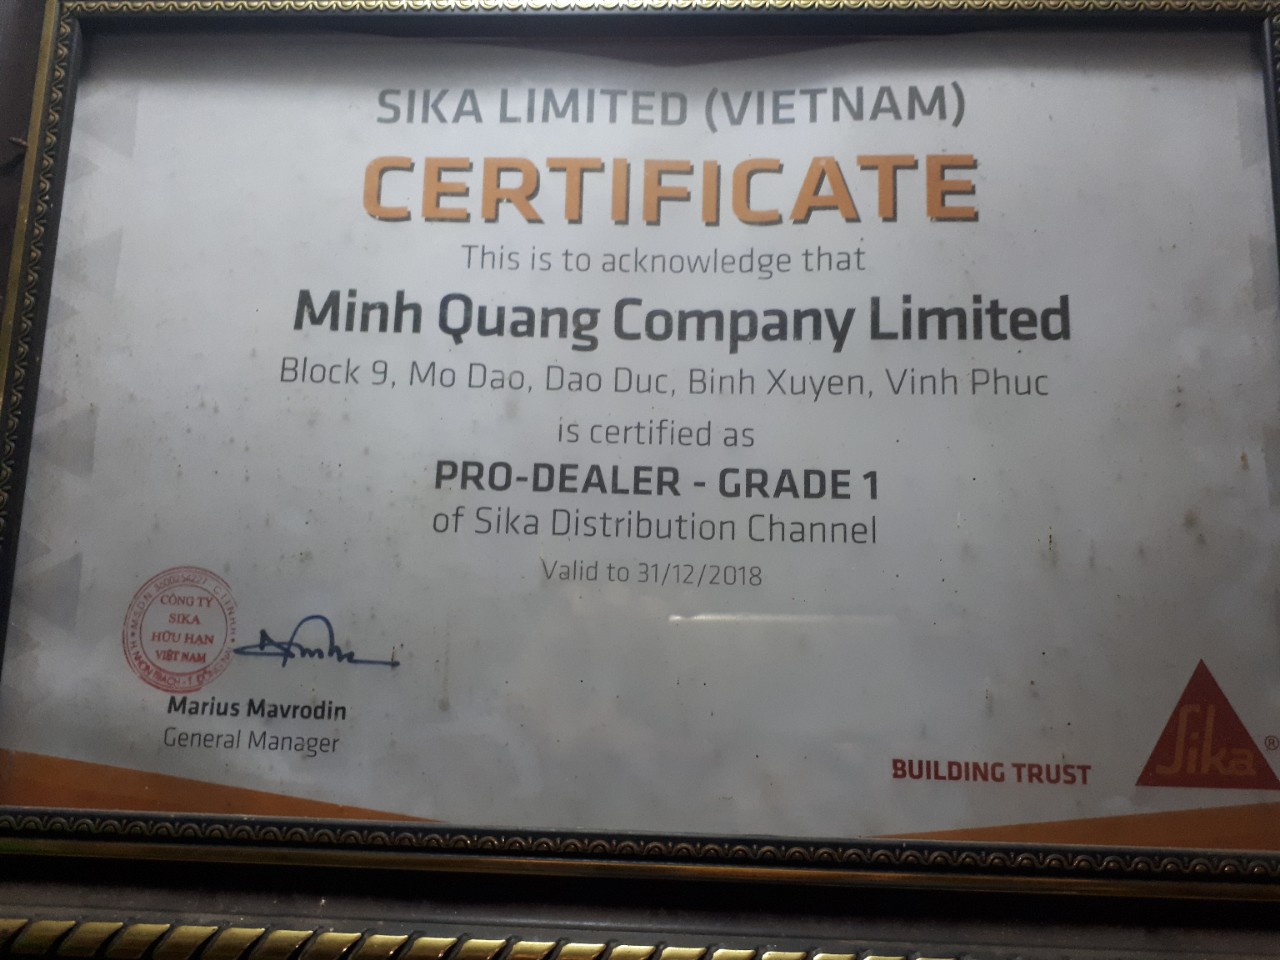 SIKA LIMITED (VIETNAM)
CERTIFICATE
This is to acknowledge that
Minh Quang Company Limited
Block 9, Mo Dao, Dao Duc, Binh Xuyen, Vinh Phuc
is certified as
PRO-DEALER - GRADE 1
of Sika Distribution Channel
Valid to 31/12/2018
CÔNG TY
SIKA
HỮU HẠN
VIỆT NAM
Marius Mavrodin
General Manager
BUILDING TRUST
Sika®